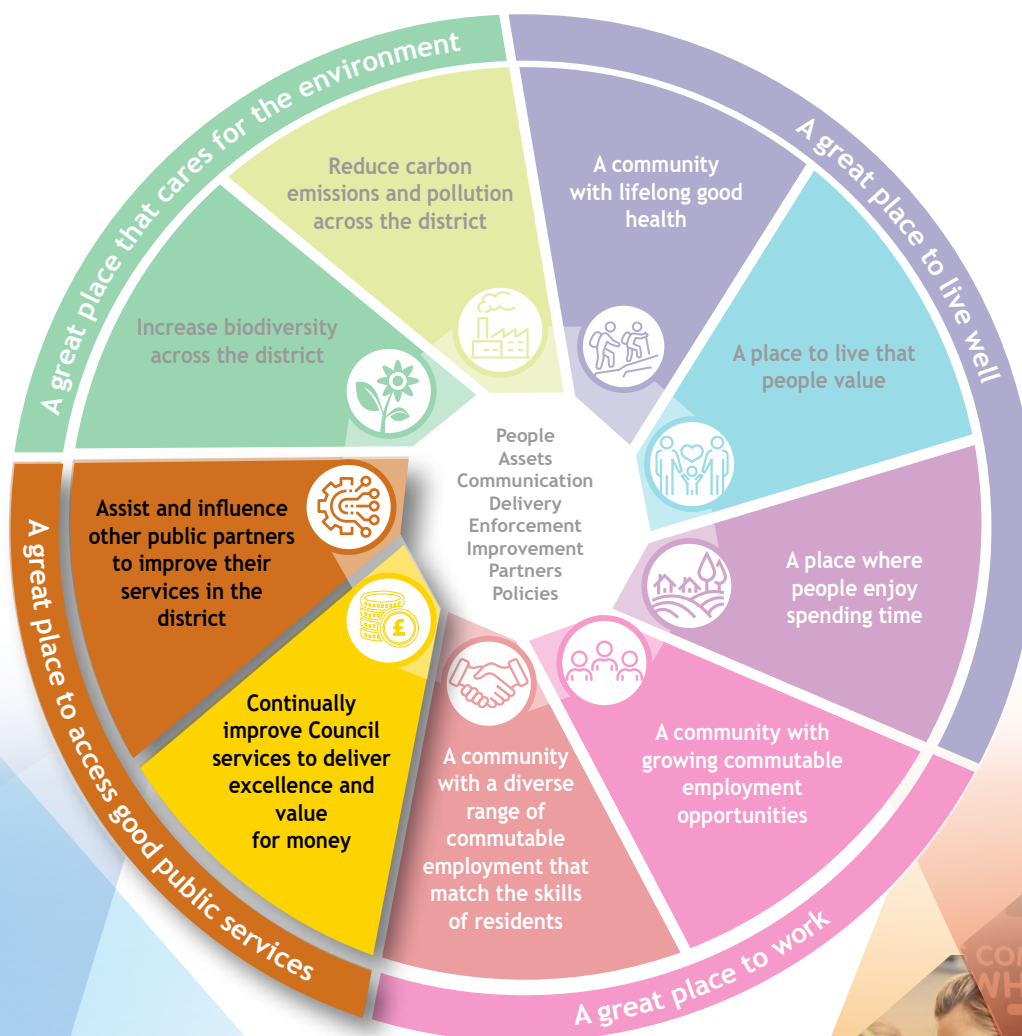 A great place that cares for the environment
A great place to live well
Reduce carbon
emissions and pollution
across the district
A community
with lifelong good
health
Increase biodiversity
across the district
A place to live that
people value
People
Assets
Communication
Delivery
Enforcement
Improvement
Partners
Policies
Assist and influence
other public partners
to improve their
services in the
district
£
A place where
people enjoy
spending time
Continually
improve Council
services to deliver
excellence and
value
for money
A community
with a diverse
range of
commutable
employment that
match the skills
of residents
A community with
growing commutable
employment
opportunities
A great place to access good public services
A great place to work